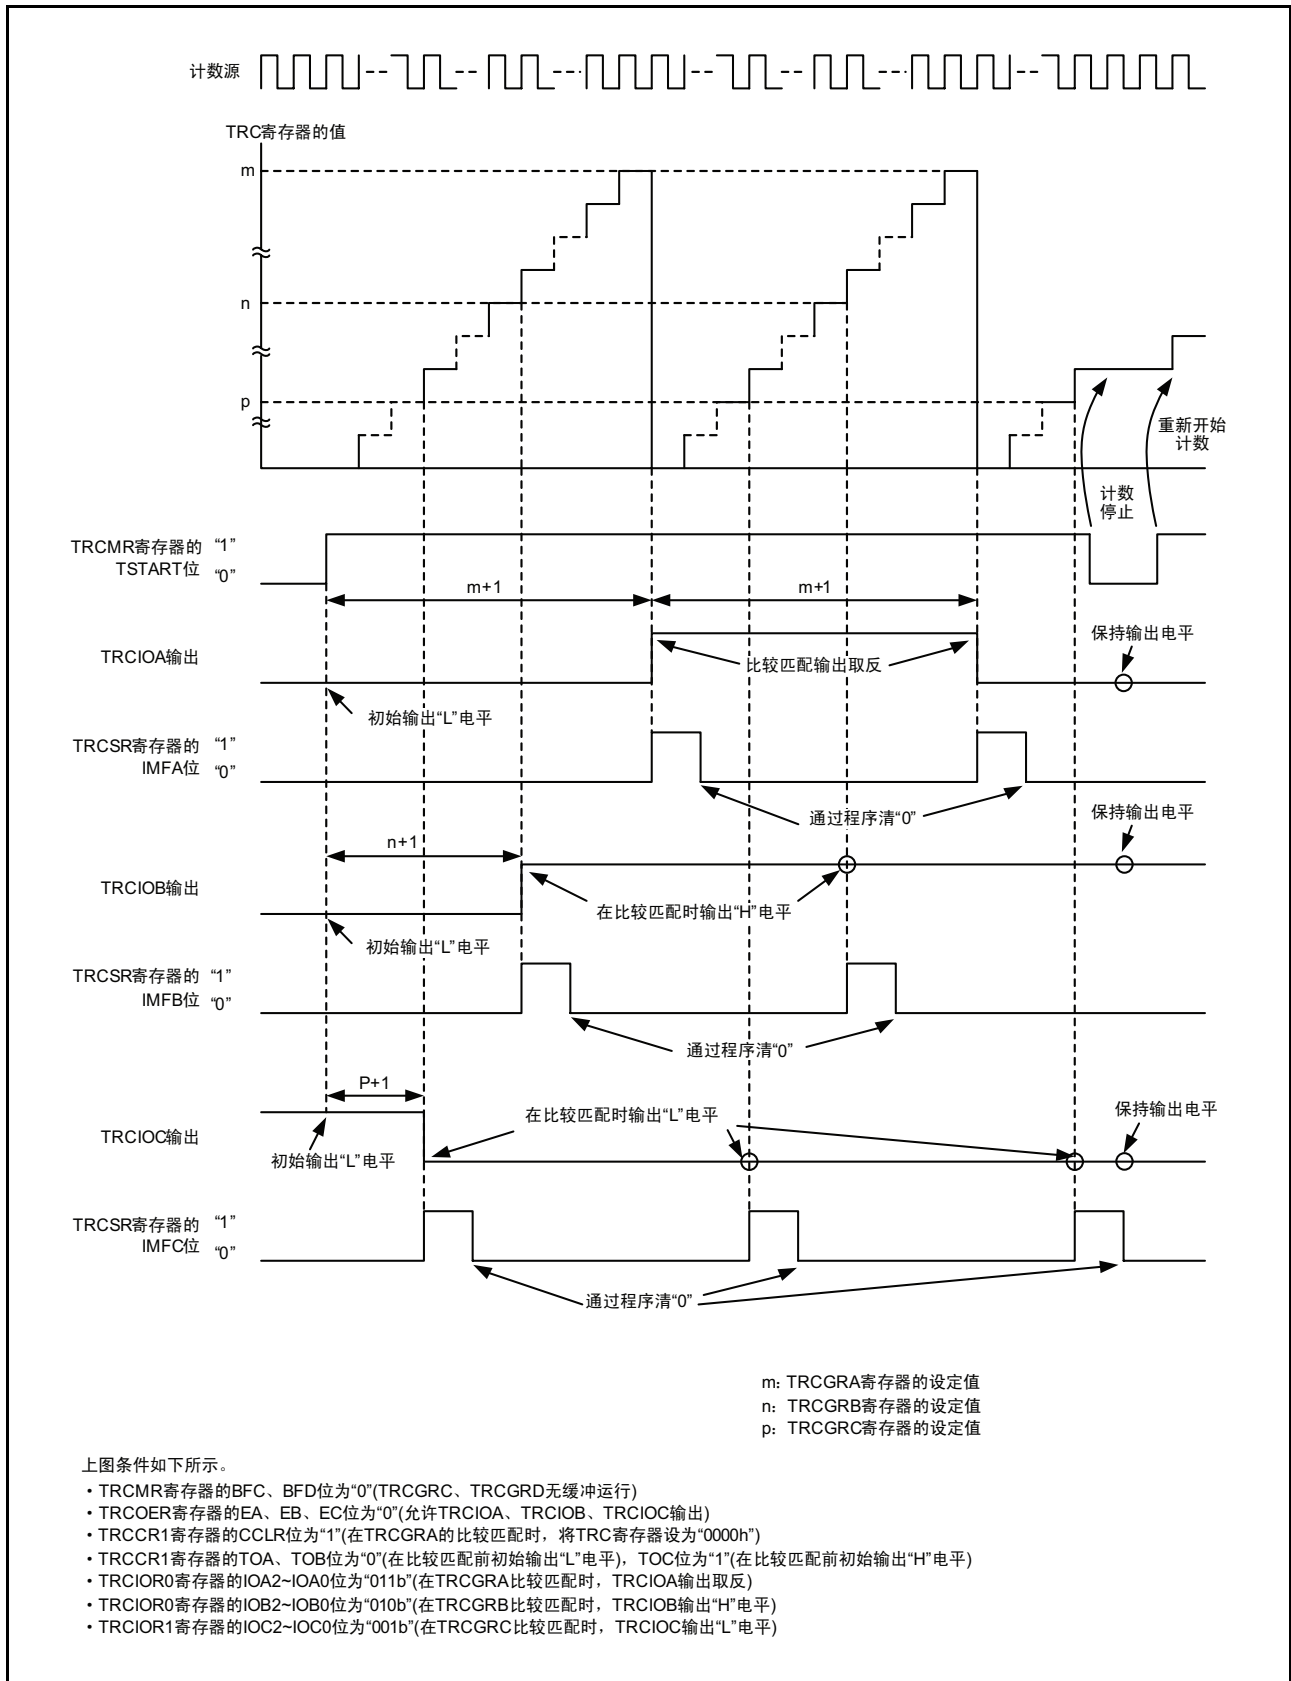 计数源
TRC寄存器的值
m
n
p
重新开始
计数
计数
停止
TRCMR寄存器的 “1”
TSTART位 “0”
m+1
m+1
TRCIOA输出
比较匹配输出取反
保持输出电平
初始输出“L”电平
TRCSR寄存器的 “1”
IMFA位 “0”
通过程序清“0”
保持输出电平
n+1
TRCIOB输出
在比较匹配时输出“H”电平
初始输出“L”电平
TRCSR寄存器的 “1”
IMFB位 “0”
通过程序清“0”
P+1
在比较匹配时输出“L”电平
保持输出电平
TRCIOC输出
初始输出“L”电平
TRCSR寄存器的 “1”
IMFC位 “0”
通过程序清“0”
m: TRCGRA寄存器的设定值
n: TRCGRB寄存器的设定值
p: TRCGRC寄存器的设定值
上图条件如下所示。
・TRCMR寄存器的BFC、BFD位为“0”(TRCGRC、TRCGRD无缓冲运行)
・TRCOER寄存器的EA、EB、EC位为“0”(允许TRCIOA、TRCIOB、TRCIOC输出)
・TRCCR1寄存器的CCLR位为“1”(在TRCGRA的比较匹配时，将TRC寄存器设为“0000h”)
・TRCCR1寄存器的TOA、TOB位为“0”(在比较匹配前初始输出“L”电平)，TOC位为“1”(在比较匹配前初始输出“H”电平)
・TRCIOR0寄存器的IOA2~IOA0位为“011b”(在TRCGRA比较匹配时，TRCIOA输出取反)
・TRCIOR0寄存器的IOB2~IOB0位为“010b”(在TRCGRB比较匹配时，TRCIOB输出“H”电平)
・TRCIOR1寄存器的IOC2~IOC0位为“001b”(在TRCGRC比较匹配时，TRCIOC输出“L”电平)